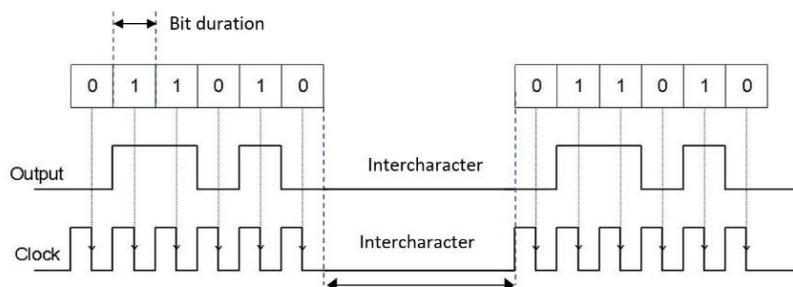 Bit duration
0 1 1 0 1 0 0 1 1 0 1 0
Output Intercharacter
Clock Intercharacter